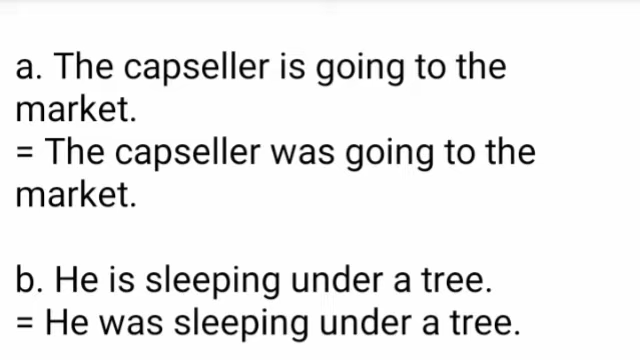 a. The capseller is going to the
market.
= The capseller was going to the
market.
b. He is sleeping under a tree.
= He was sleeping under a tree.